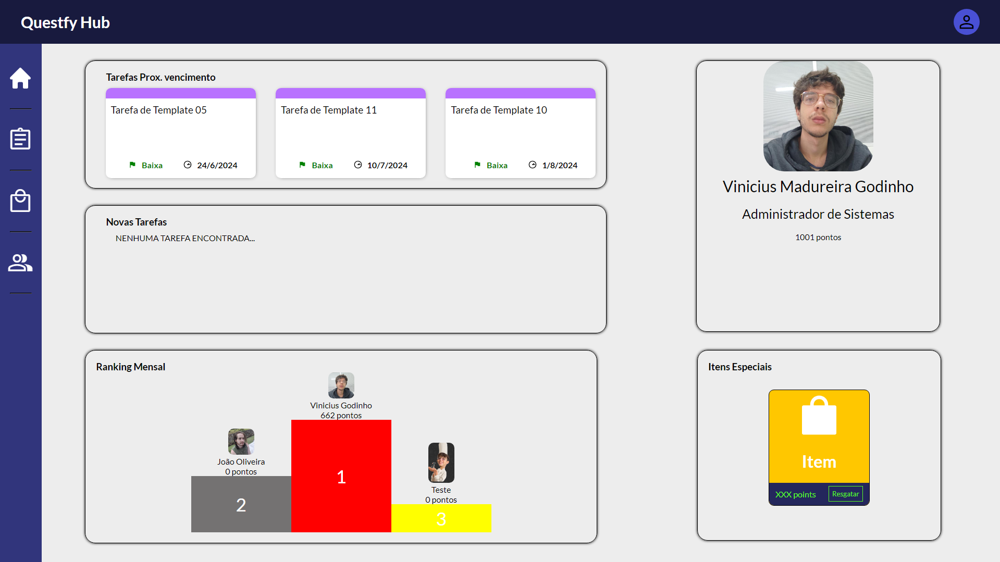 Questfy Hub
Tarefas Prox. vencimento
Tarefa de Template 05
Baixa
24/6/2024
Tarefa de Template 11
Baixa
10/7/2024
Tarefa de Template 10
Baixa
1/8/2024
Vinicius Madureira Godinho
Administrador de Sistemas
1001 pontos
Novas Tarefas
NENHUMA TAREFA ENCONTRADA...
Ranking Mensal
Vinicius Godinho
662 pontos
1
João Oliveira
0 pontos
2
Teste
0 pontos
3
Itens Especiais
Item
XXX points
Resgatar